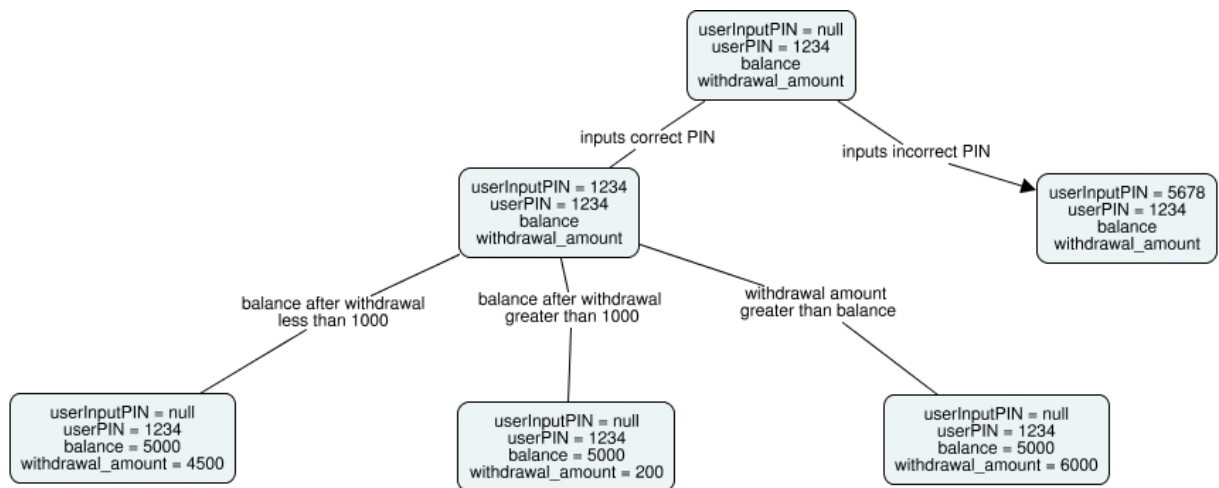 userInputPIN = null
userPIN = 1234
balance
withdrawal_amount
inputs correct PIN
inputs incorrect PIN
userInputPIN = 1234
userPIN = 1234
balance
withdrawal_amount
userInputPIN = 5678
userPIN = 1234
balance
withdrawal_amount
balance after withdrawal
less than 1000
balance after withdrawal
greater than 1000
withdrawal amount
greater than balance
userInputPIN = null
userPIN = 1234
balance = 5000
withdrawal_amount = 4500
userInputPIN = null
userPIN = 1234
balance = 5000
withdrawal_amount = 200
userInputPIN = null
userPIN = 1234
balance = 5000
withdrawal_amount = 6000